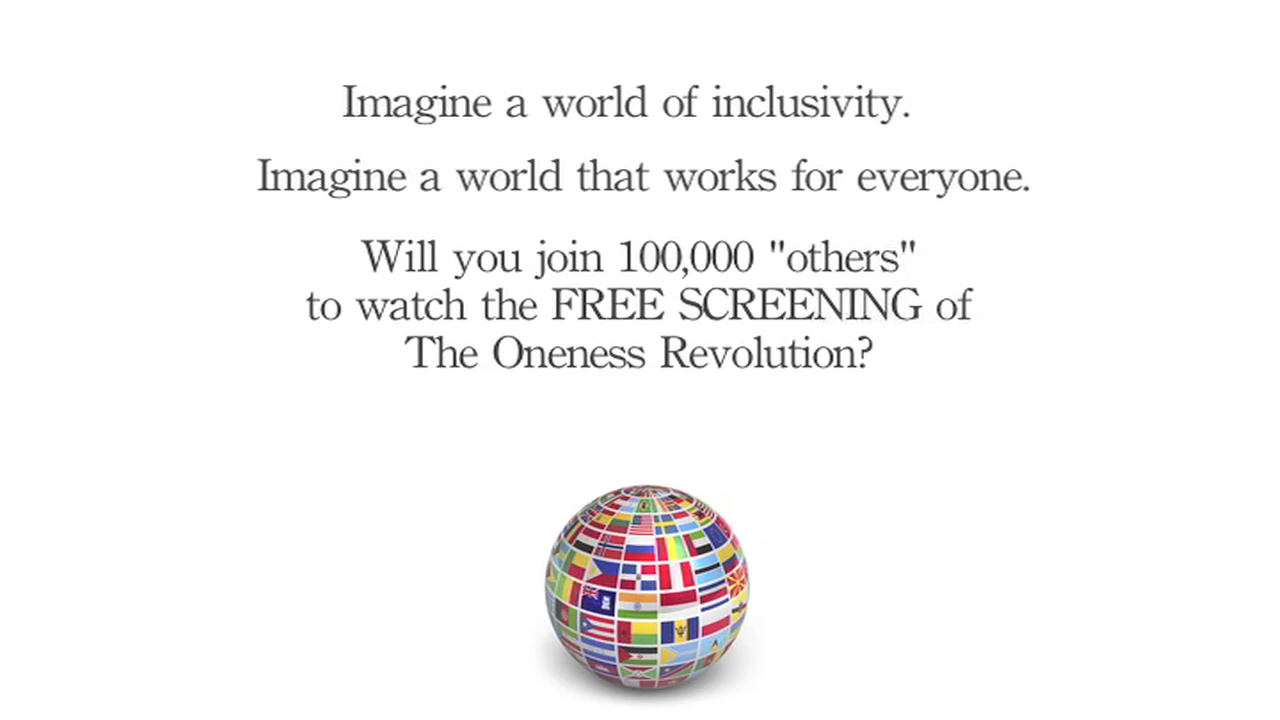 Imagine a world of inclusivity.
Imagine a world that works for everyone.
Will you join 100,000 "others"
to watch the FREE SCREENING of
The Oneness Revolution?